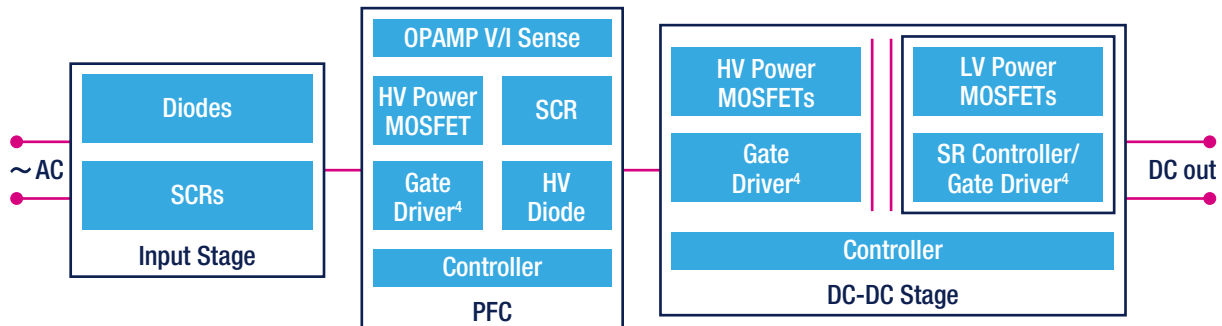 ~ AC
Diodes
SCRs
Input Stage
OPAMP V/I Sense
HV Power
MOSFET
SCR
Gate
Driver⁴
HV
Diode
Controller
PFC
HV Power
MOSFETs
Gate
Driver⁴
LV Power
MOSFETs
SR Controller/
Gate Driver⁴
Controller
DC-DC Stage
DC out